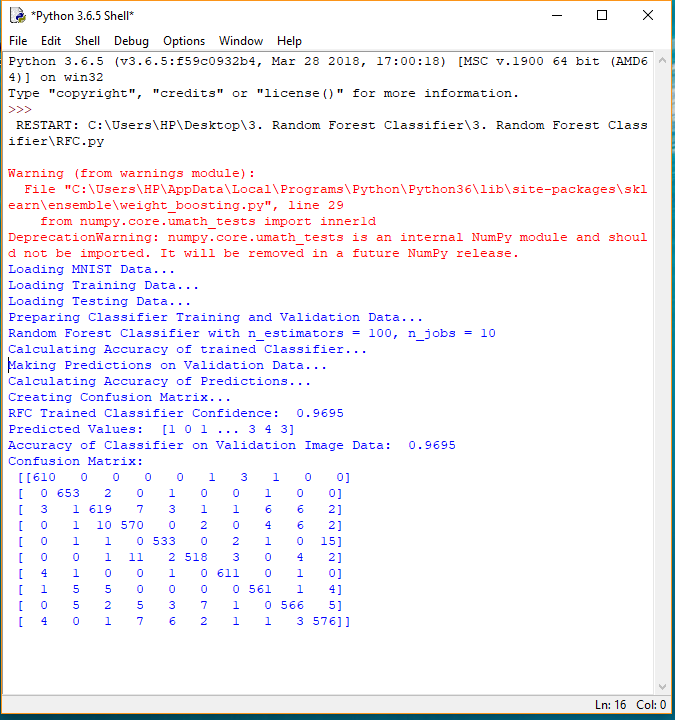 *Python 3.6.5 Shell*
File Edit Shell Debug Options Window Help
Python 3.6.5 (v3.6.5:f59c0932b4, Mar 28 2018, 17:00:18) [MSC v.1900 64 bit (AMD6
4)] on win32
Type "copyright", "credits" or "license()" for more information.
>>>
 RESTART: C:\Users\HP\Desktop\3. Random Forest Classifier\3. Random Forest Class
ifier\RFC.py
Warning (from warnings module):
  File "C:\Users\HP\AppData\Local\Programs\Python\Python36\lib\site-packages\skl
earn\ensemble\weight_boosting.py", line 29
    from numpy.core.umath_tests import inner1d
DeprecationWarning: numpy.core.umath_tests is an internal NumPy module and shoul
d not be imported. It will be removed in a future NumPy release.
Loading MNIST Data...
Loading Training Data...
Loading Testing Data...
Preparing Classifier Training and Validation Data...
Random Forest Classifier with n_estimators = 100, n_jobs = 10
Calculating Accuracy of trained Classifier...
Making Predictions on Validation Data...
Calculating Accuracy of Predictions...
Creating Confusion Matrix...
RFC Trained Classifier Confidence:  0.9695
Predicted Values:  [1 0 1 ... 3 4 3]
Accuracy of Classifier on Validation Image Data:  0.9695
Confusion Matrix:
 [[610   0   0   0   0   1   3   1   0   0]
 [  0 653   2   0   1   0   0   1   0   0]
 [  3   1 619   7   3   1   1   6   6   2]
 [  0   1  10 570   0   2   0   4   6   2]
 [  0   1   1   0 533   0   2   1   0  15]
 [  0   0   1  11   2 518   3   0   4   2]
 [  4   1   0   0   1   0 611   0   1   0]
 [  1   5   5   0   0   0   0 561   1   4]
 [  0   5   2   5   3   7   1   0 566   5]
 [  4   0   1   7   6   2   1   1   3 576]]
Ln: 16 Col: 0